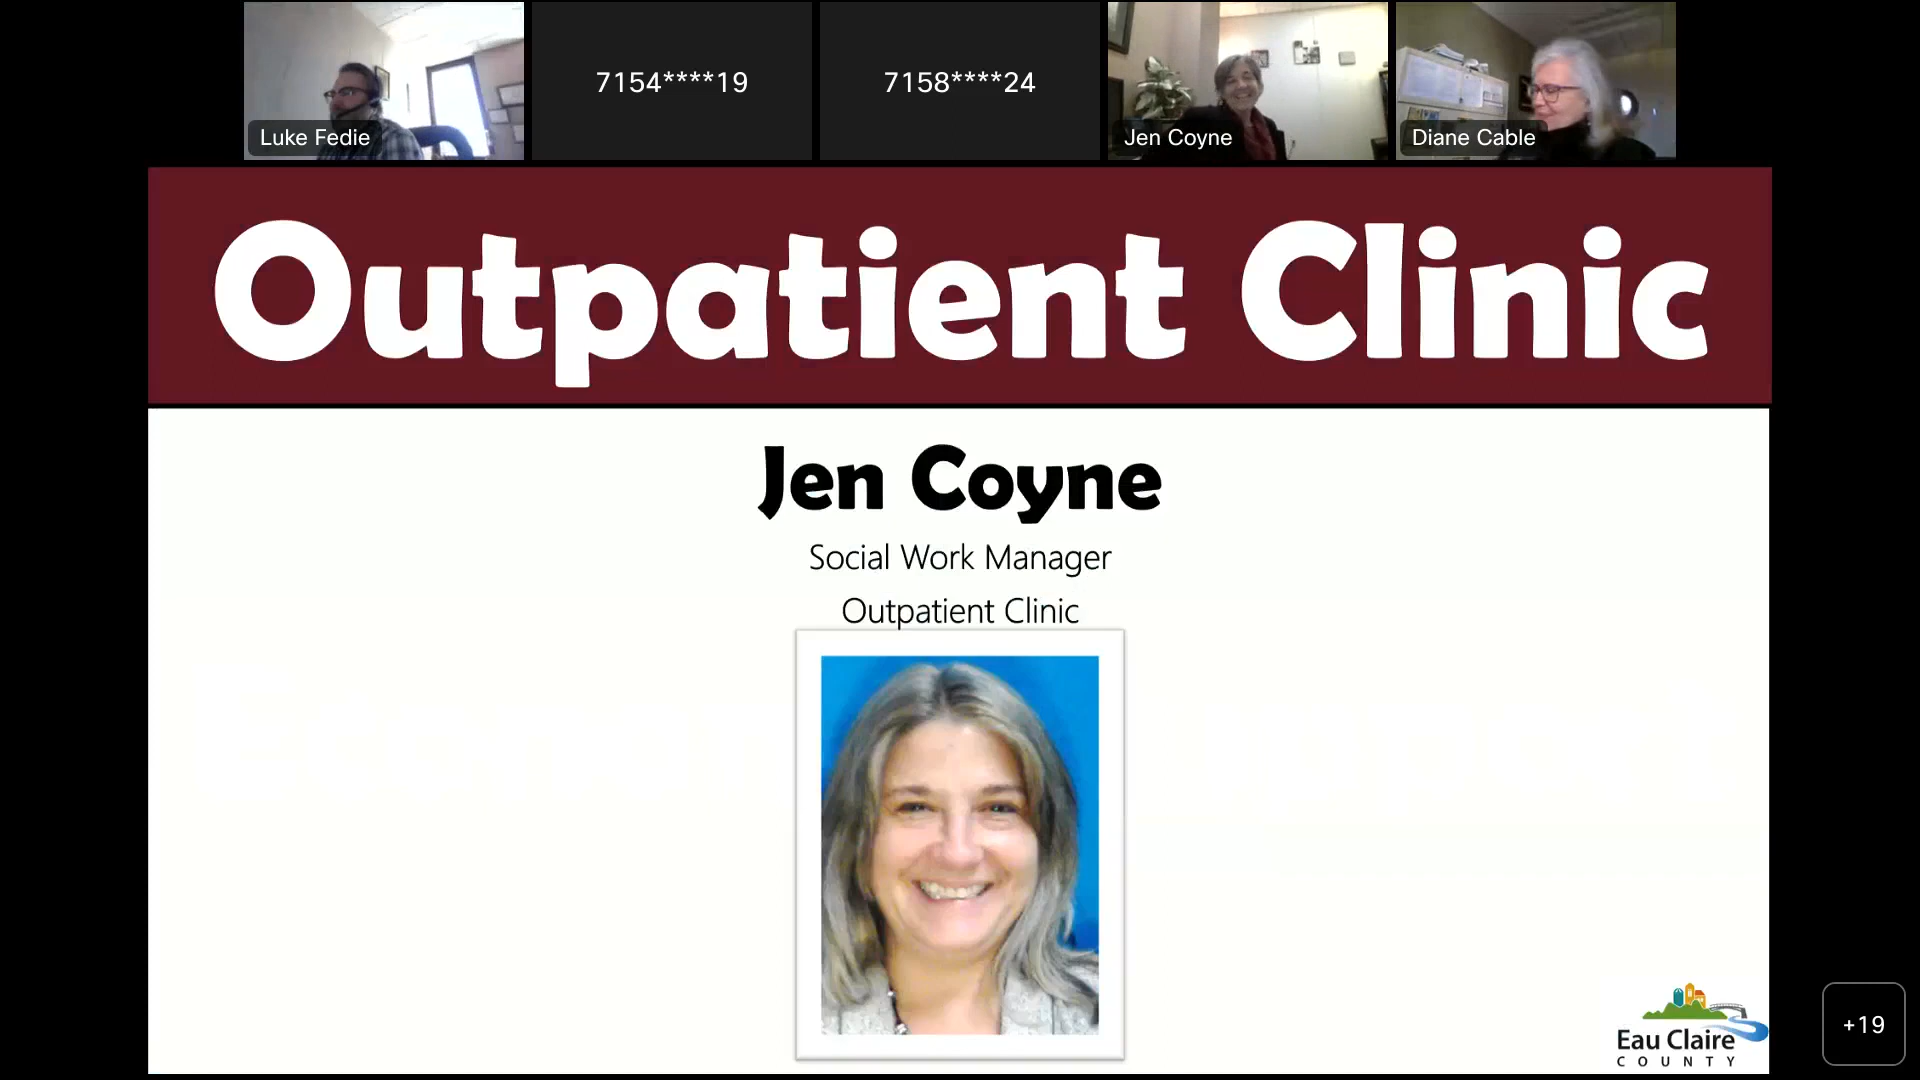 Luke Fedie
7154****19
7158****24
Jen Coyne
Diane Cable
Outpatient Clinic
Jen Coyne
Social Work Manager
Outpatient Clinic
Eau Claire
COUNTY
+19